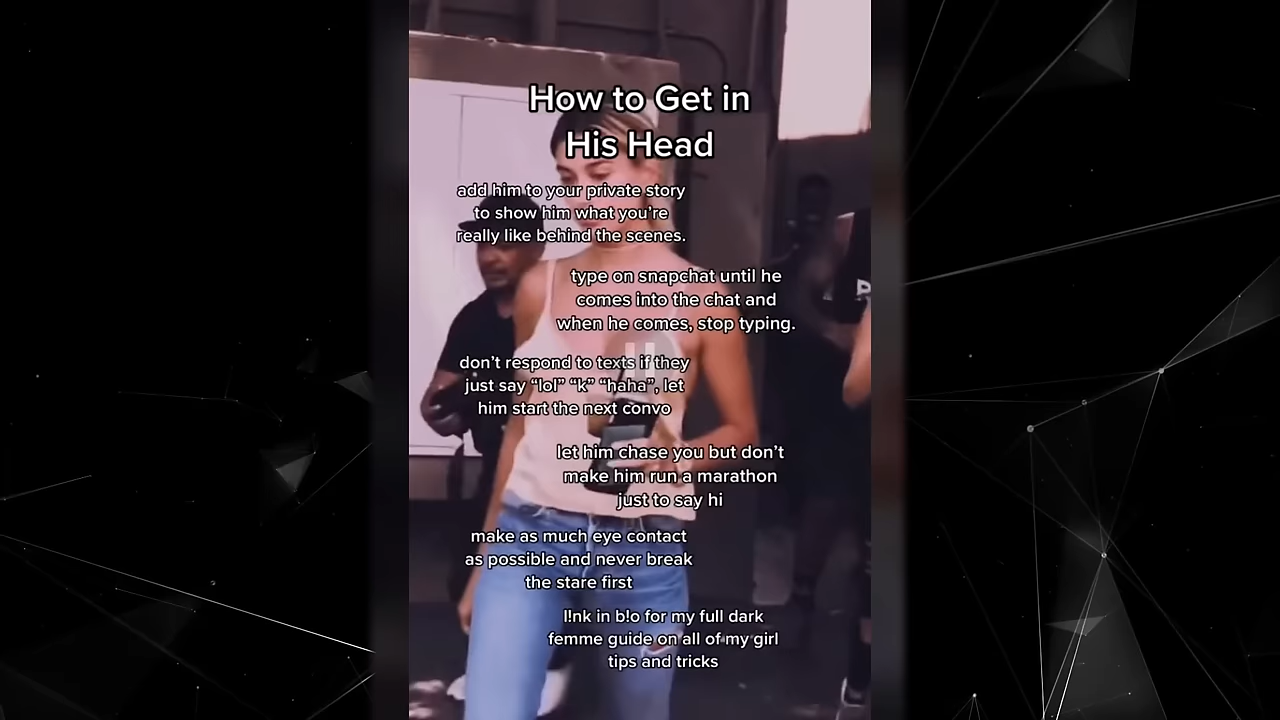 How to Get in
His Head
add him to your private story
to show him what you're
really like behind the scenes.
type on snapchat until he
comes into the chat and
when he comes, stop typing.
don't respond to texts if they
just say “lol” “k” “haha”, let
him start the next convo
let him chase you but don't
make him run a marathon
just to say hi
make as much eye contact
as possible and never break
the stare first
l!nk in b!o for my full dark
femme guide on all of my girl
tips and tricks